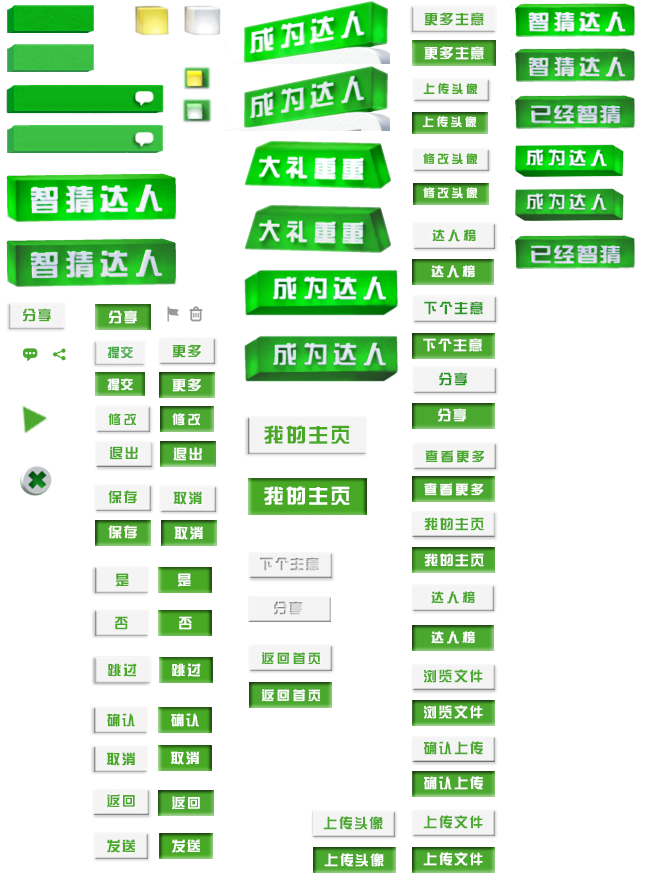 智猜达人
智猜达人
分享
分享
提交
更多
提交
更多
修改
修改
退出
退出
保存
取消
保存
取消
是
是
否
否
跳过
跳过
确认
确认
取消
取消
返回
返回
发送
发送
成为达人
成为达人
大礼重重
大礼重重
成为达人
成为达人
我的主页
我的主页
下个主意
分享
返回首页
返回首页
上传头像
上传头像
更多主意
更多主意
上传头像
上传头像
修改头像
修改头像
达人榜
达人榜
下个主意
下个主意
分享
分享
查看更多
查看更多
我的主页
我的主页
达人榜
达人榜
浏览文件
浏览文件
确认上传
确认上传
上传文件
上传文件
智猜达人
智猜达人
已经智猜
成为达人
成为达人
已经智猜